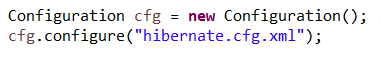 Configuration cfg = new Configuration();
cfg.configure("hibernate.cfg.xml");